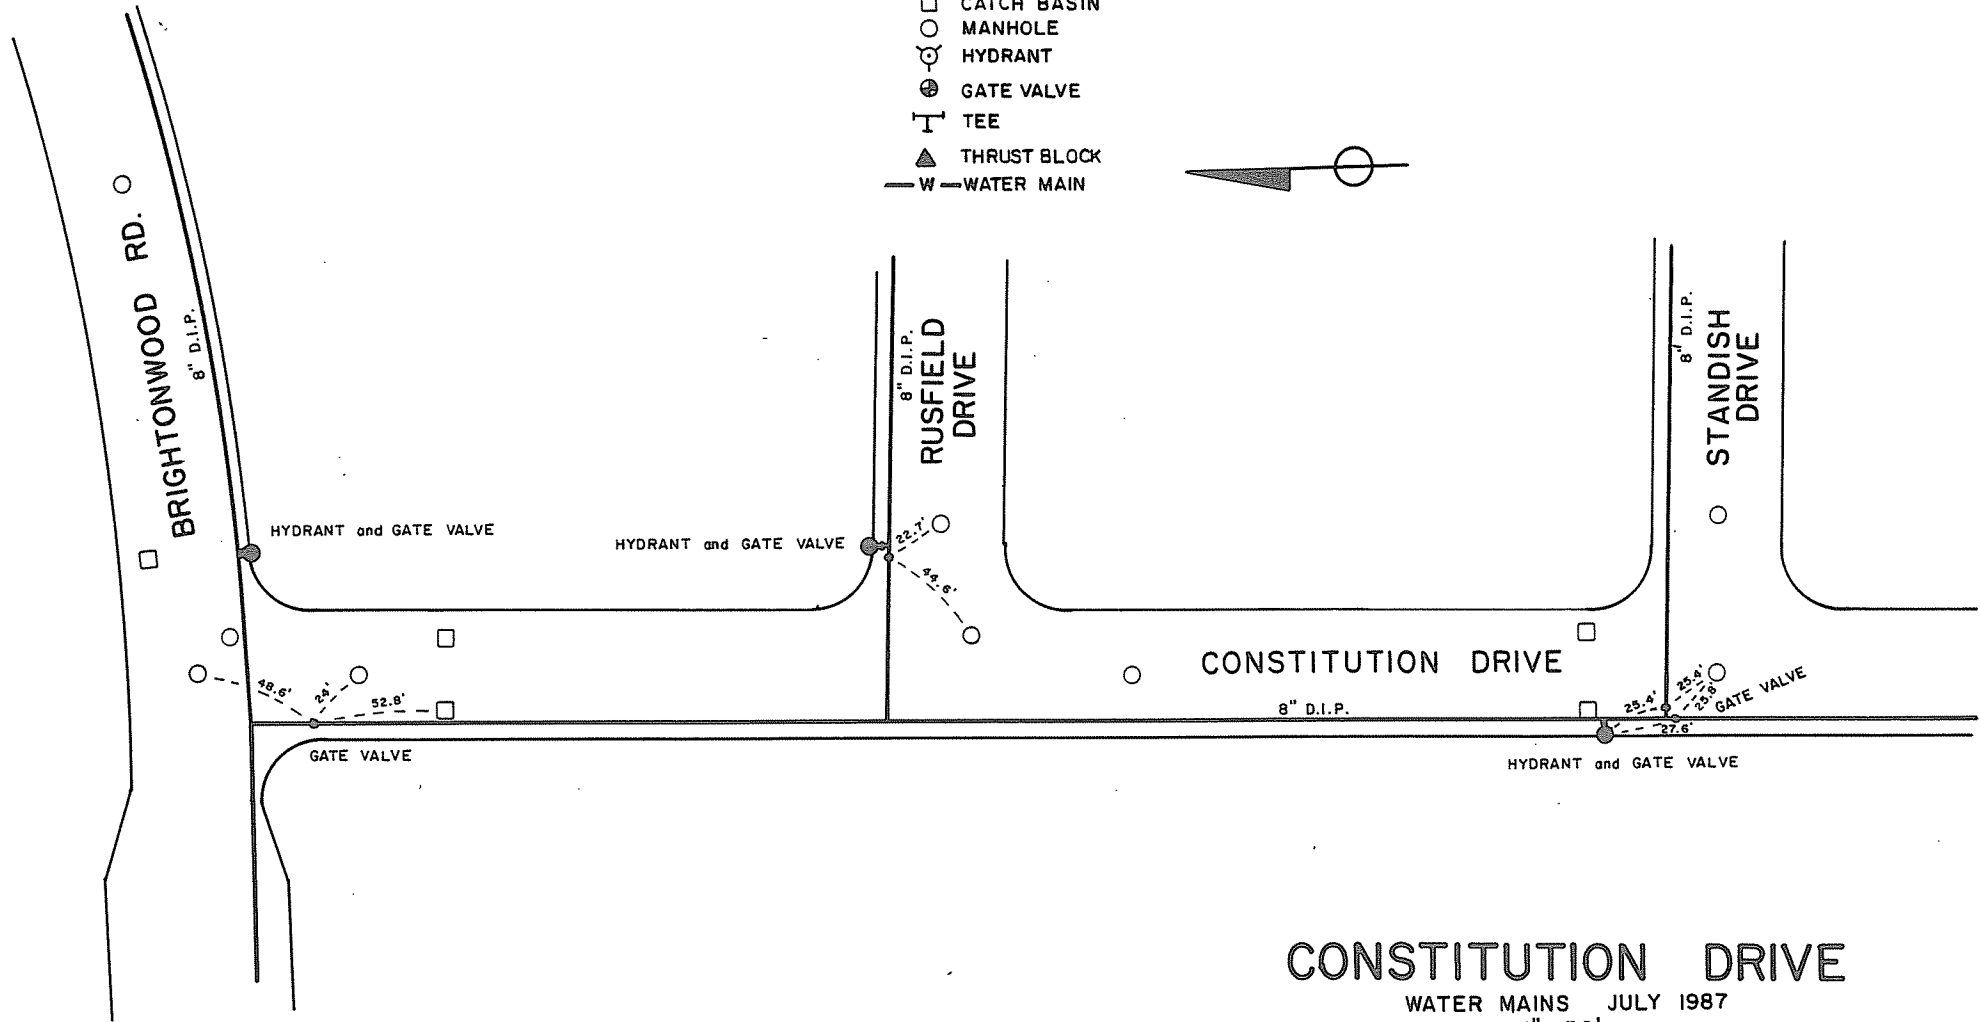 CATCH BASIN
MANHOLE
HYDRANT
GATE VALVE
TEE
THRUST BLOCK
W WATER MAIN
BRIGHTONWOOD RD.
8" D.I.P.
8" D.I.P.
RUSFIELD
DRIVE
8" D.I.P.
STANDISH
DRIVE
HYDRANT and GATE VALVE
HYDRANT and GATE VALVE
22.7'
44.6'
CONSTITUTION DRIVE
48.6'
24'
52.8'
8" D.I.P.
25.4'
25.4'
25.8'
GATE VALVE
27.6'
GATE VALVE
HYDRANT and GATE VALVE
CONSTITUTION DRIVE
WATER MAINS JULY 1987